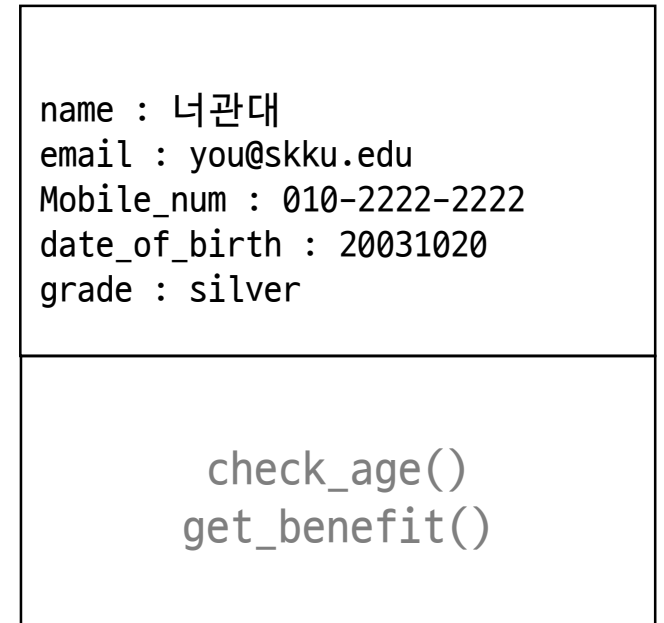 name : 너관대
email : you@skku.edu
Mobile_num : 010-2222-2222
date_of_birth : 20031020
grade : silver
check_age()
get_benefit()